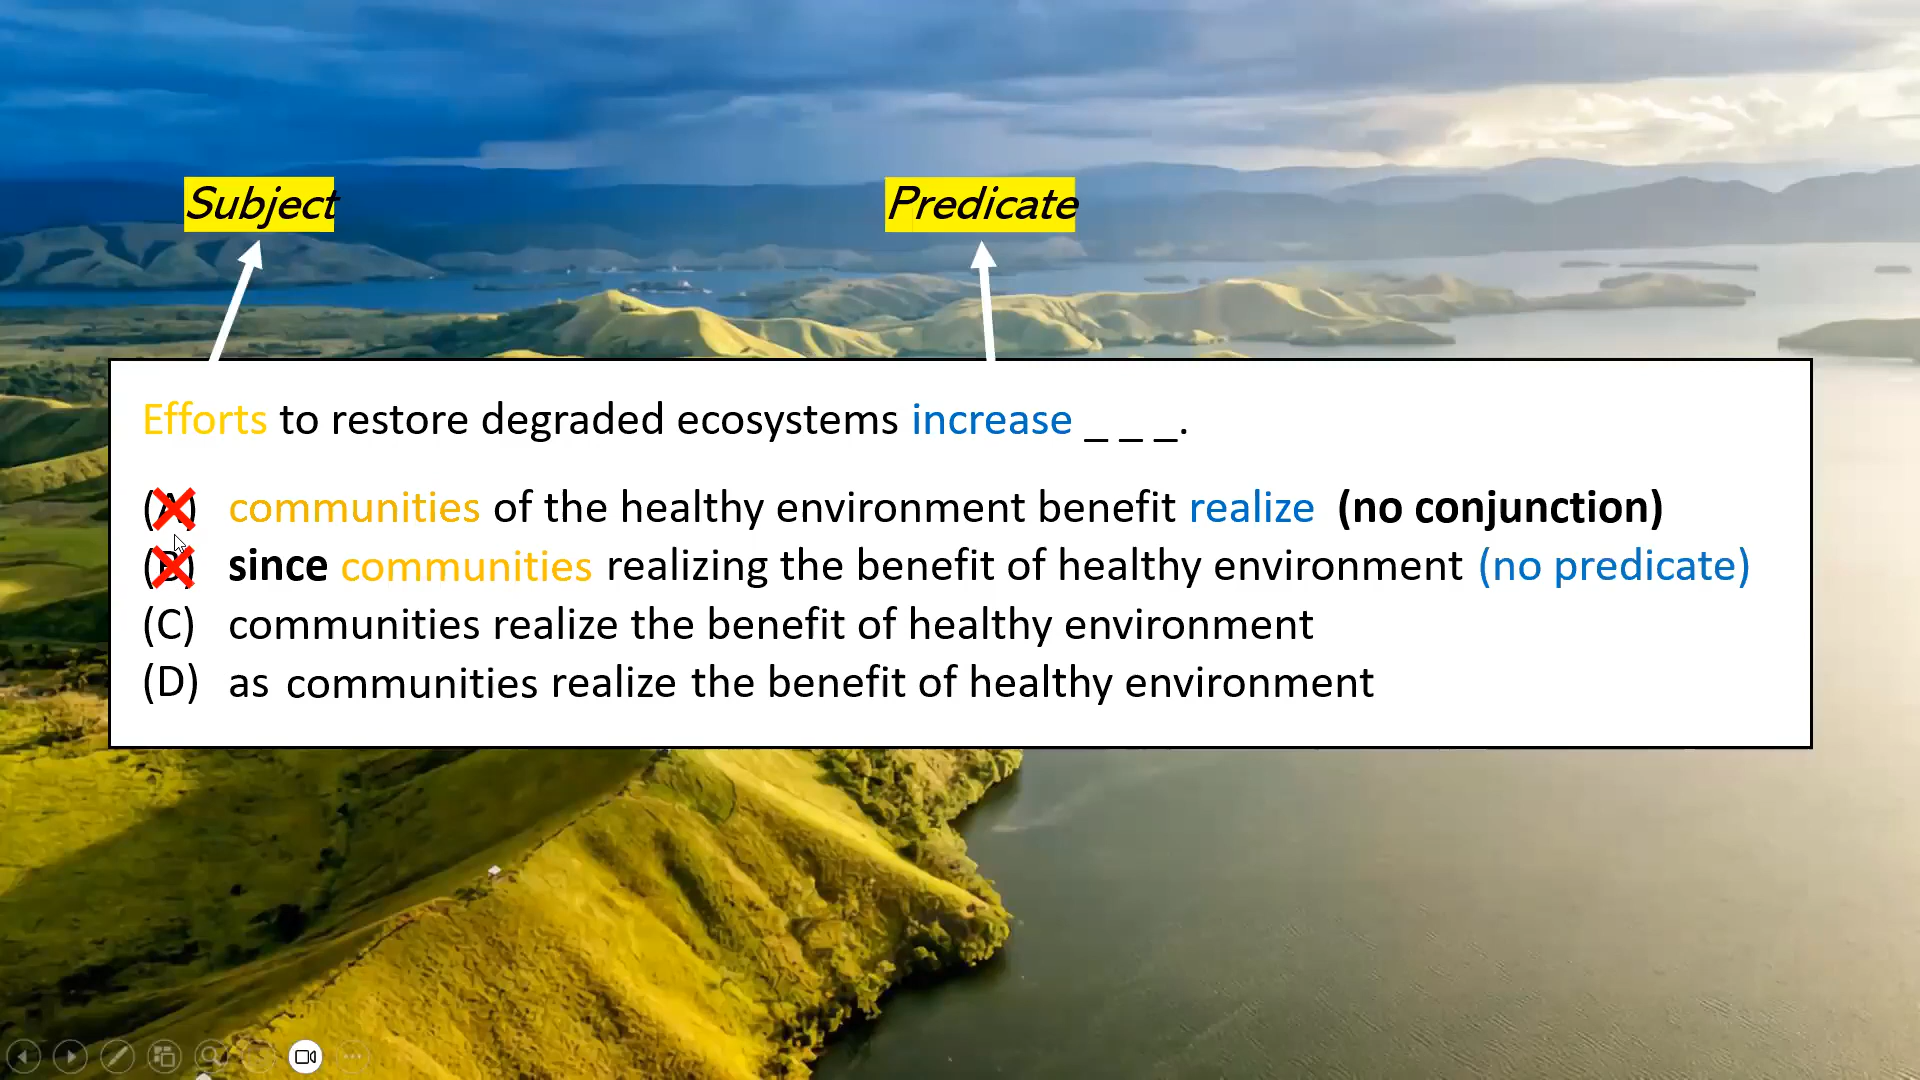 Subject
Predicate
Efforts to restore degraded ecosystems increase _ _ _.
(A) communities of the healthy environment benefit realize (no conjunction)
(B) since communities realizing the benefit of healthy environment (no predicate)
(C) communities realize the benefit of healthy environment
(D) as communities realize the benefit of healthy environment